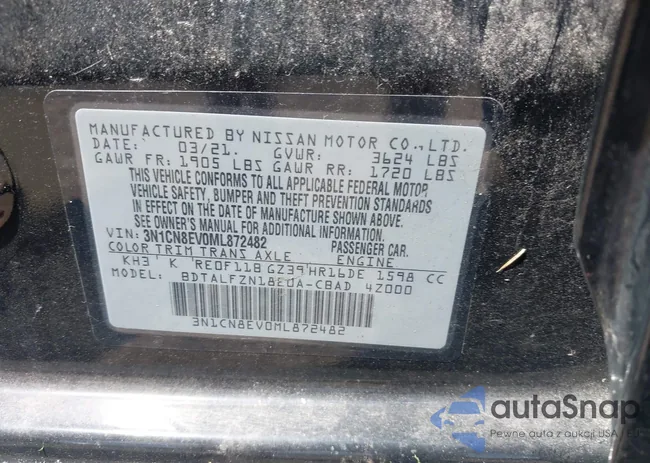 MANUFACTURED BY NISSAN MOTOR CO.,LTD.
DATE: 03/21. GVWR: 3624 LBS
GAWR FR: 1905 LBS GAWR RR: 1720 LBS
THIS VEHICLE CONFORMS TO ALL APPLICABLE FEDERAL MOTOR
VEHICLE SAFETY, BUMPER AND THEFT PREVENTION STANDARDS
IN EFFECT ON THE DATE OF MANUFACTURE SHOWN ABOVE.
SEE OWNER'S MANUAL FOR ADDITIONAL INFORMATION
VIN: 3N1CN8EV0ML872482 PASSENGER CAR.
COLOR TRIM TRANS AXLE ENGINE
KH3 K RE0F11B GZ39 HR16DE 1598 CC
MODEL: BDTALFZN18EUA-CBAD 4Z000
3N1CN8EV0ML872482
autaSnap
Pewne auta z aukcji USA